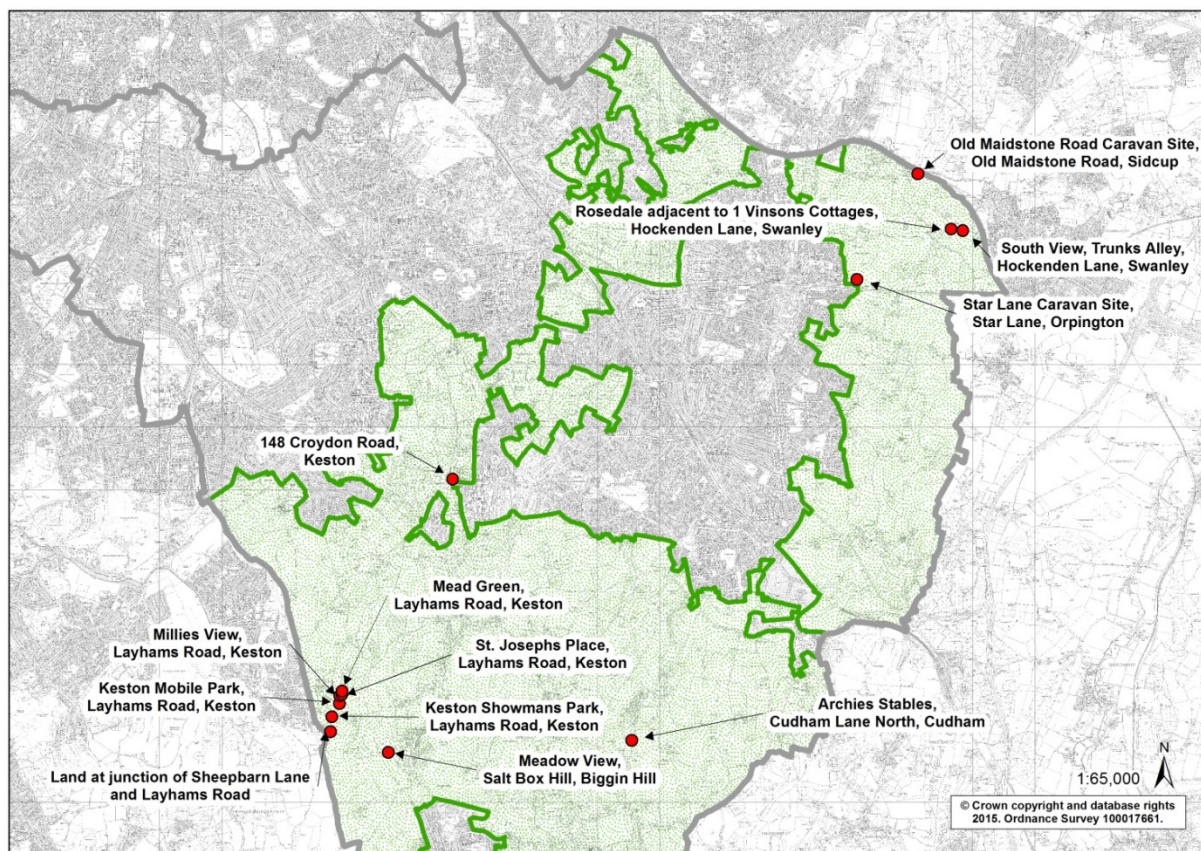 Old Maidstone Road Caravan Site,
Old Maidstone Road, Sidcup
Rosedale adjacent to 1 Vinsons Cottages,
Hockenden Lane, Swanley
South View, Trunks Alley,
Hockenden Lane, Swanley
Star Lane Caravan Site,
Star Lane, Orpington
148 Croydon Road,
Keston
Mead Green,
Layhams Road, Keston
Millies View,
Layhams Road, Keston
St. Josephs Place,
Layhams Road, Keston
Keston Mobile Park,
Layhams Road, Keston
Keston Showmans Park,
Layhams Road, Keston
Archies Stables,
Cudham Lane North, Cudham
Land at junction of Sheepbarn Lane
and Layhams Road
Meadow View,
Salt Box Hill, Biggin Hill
N
1:65,000
© Crown copyright and database rights
2015. Ordnance Survey 100017661.